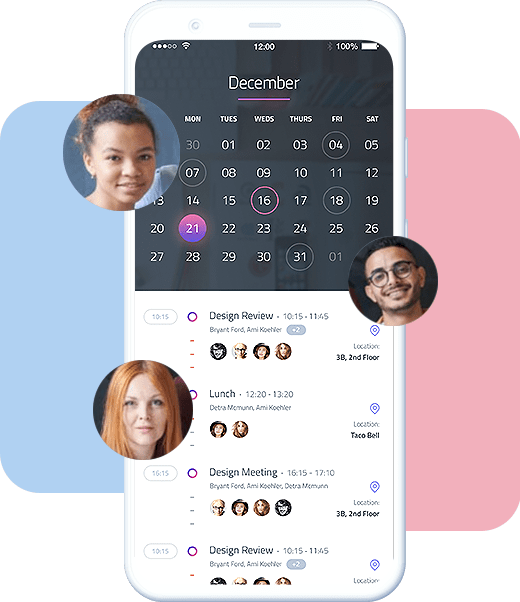 12:00 100%
December
MON TUES WEDS THURS FRI SAT
30 01 02 03 04 05
07 08 09 10 11 12
13 14 15 16 17 18 19
20 21 22 23 24 25 26
27 28 29 30 31 01
10:15 Design Review - 10:15 - 11:45
Bryant Ford, Ami Koehler +2
Location:
3B, 2nd Floor
Lunch - 12:20 - 13:20
Detra Mcmunn, Ami Koehler
Location:
Taco Bell
16:15 Design Meeting - 16:15 - 17:10
Bryant Ford, Ami Koehler, Detra Mcmunn
Location:
3B, 2nd Floor
10:15 Design Review - 10:15 - 11:45
Bryant Ford, Ami Koehler +2
Location: